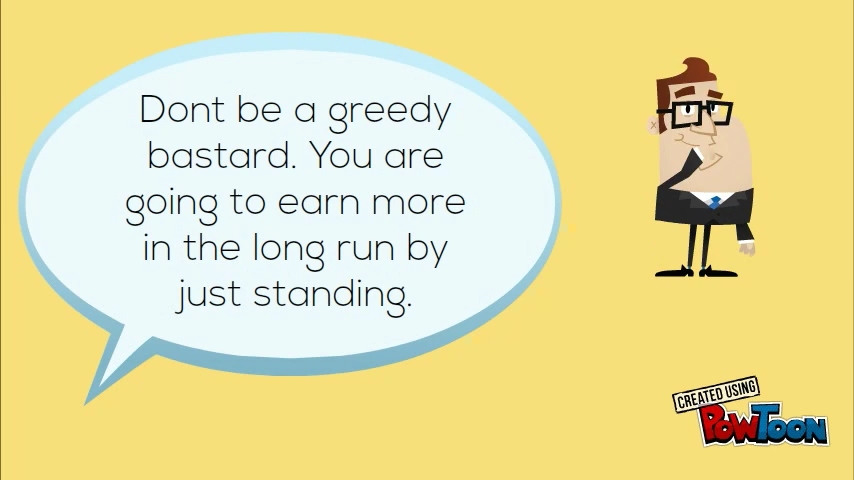 Dont be a greedy
bastard. You are
going to earn more
in the long run by
just standing.
CREATED USING
POWTOON